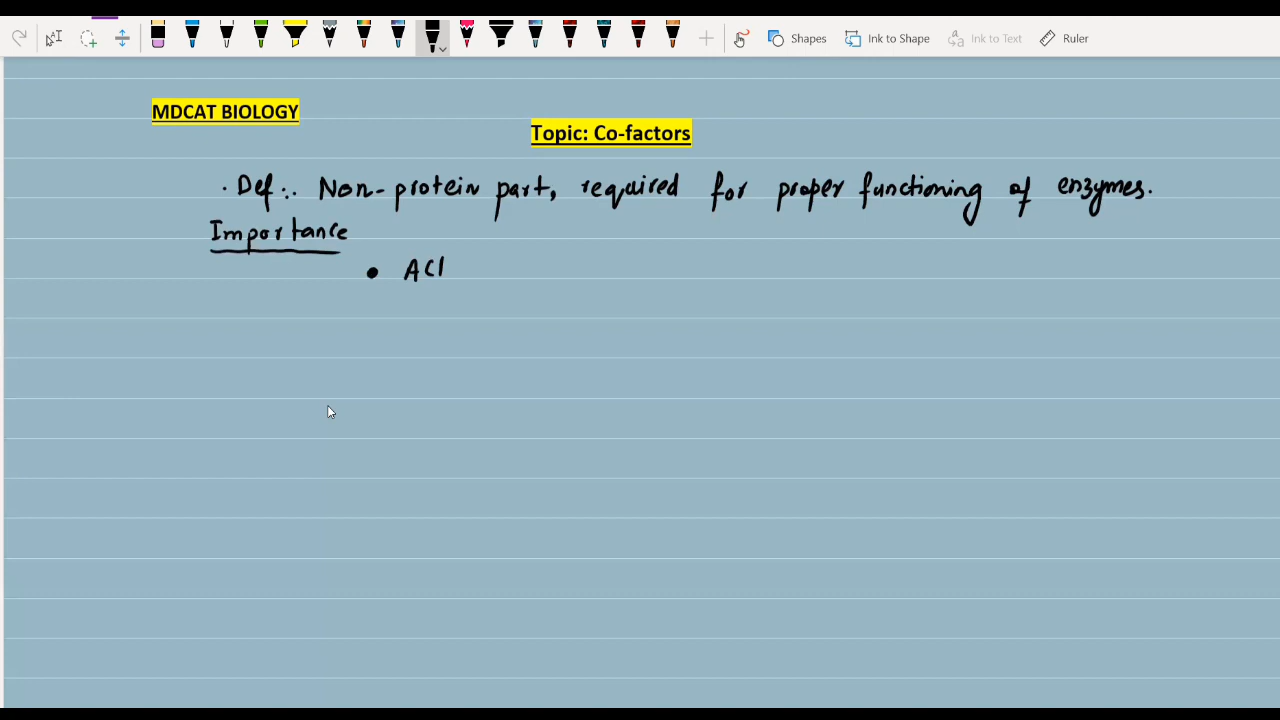 Shapes Ink to Shape Ink to Text Ruler
MDCAT BIOLOGY
Topic: Co-factors
· Def:. Non-protein part, required for proper functioning of enzymes.
Importance
• ACl